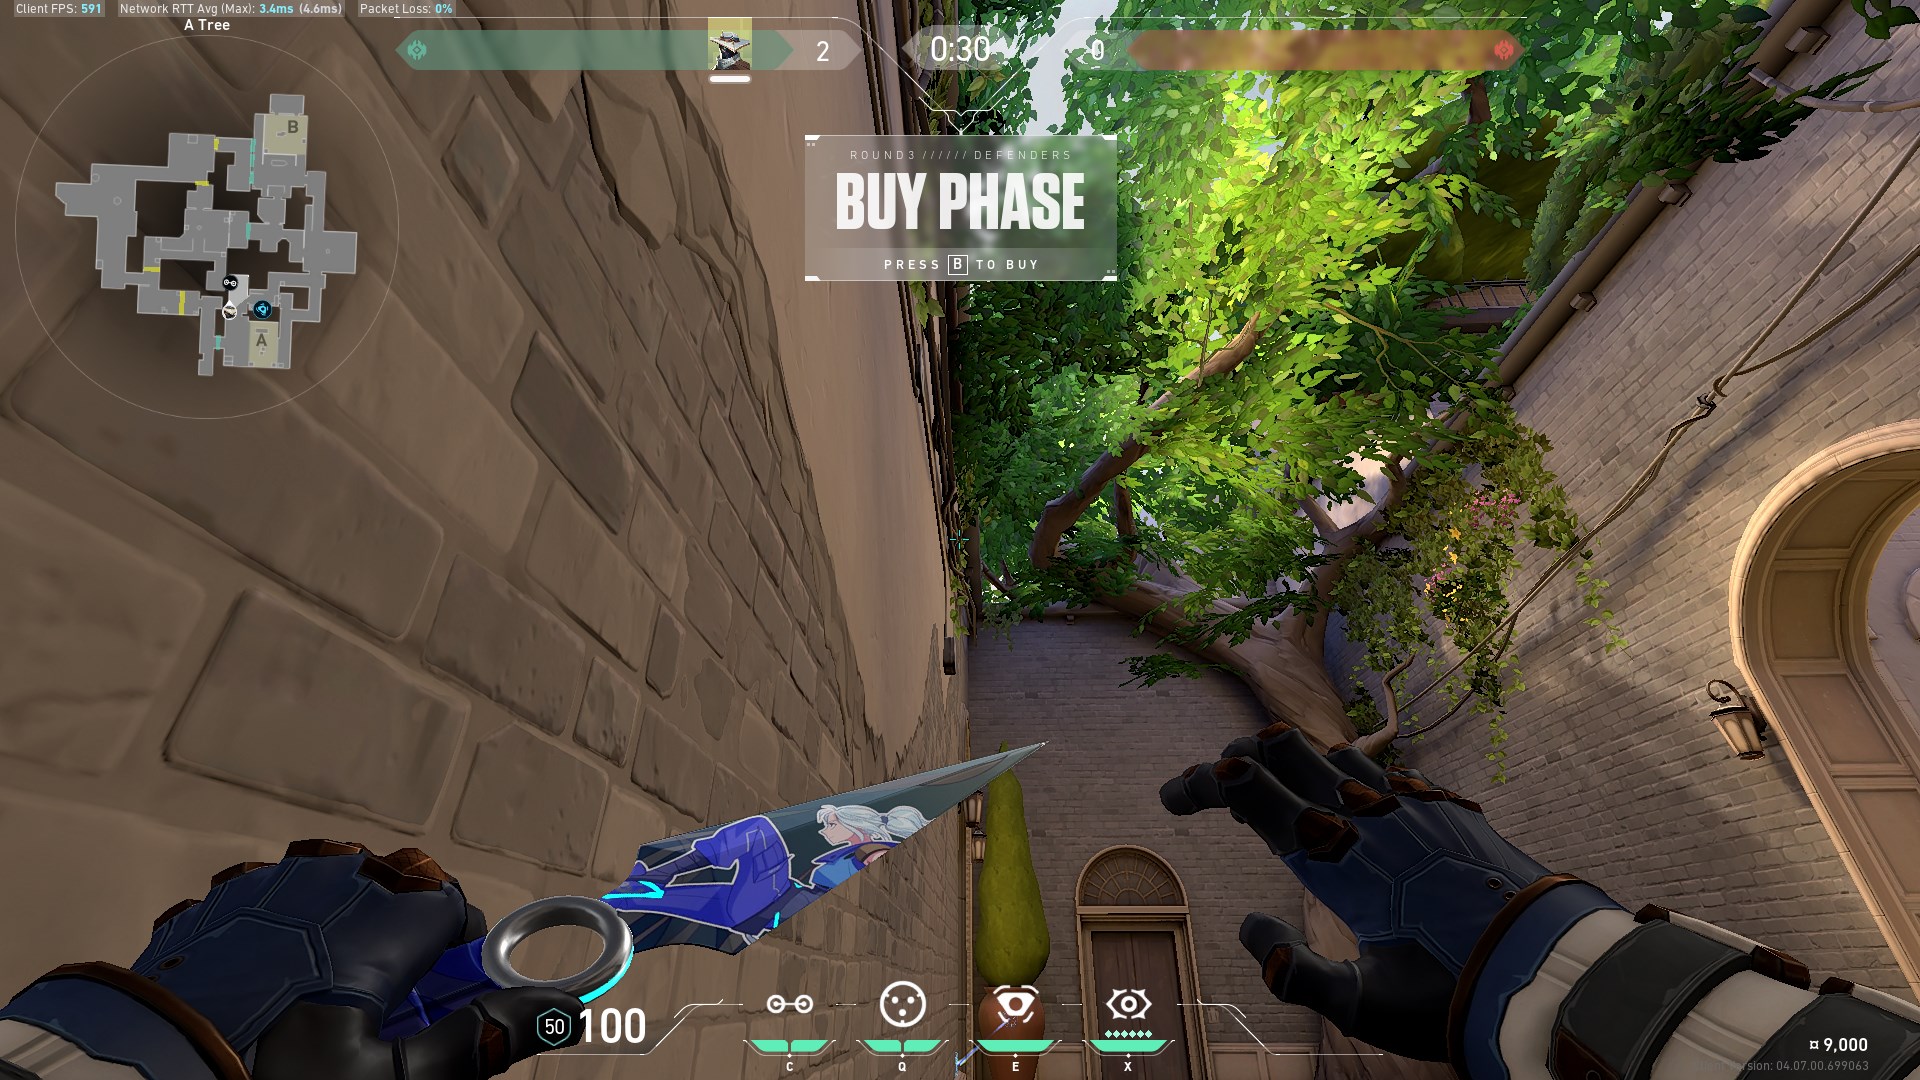 Client FPS: 591 Network RTT Avg (Max): 3.4ms (4.6ms) Packet Loss: 0%
A Tree
2 0:30 0
B
A
ROUND 3 ////// DEFENDERS
BUY PHASE
PRESS B TO BUY
50 100
C Q E X
¤ 9,000
version: 04.07.00.699063